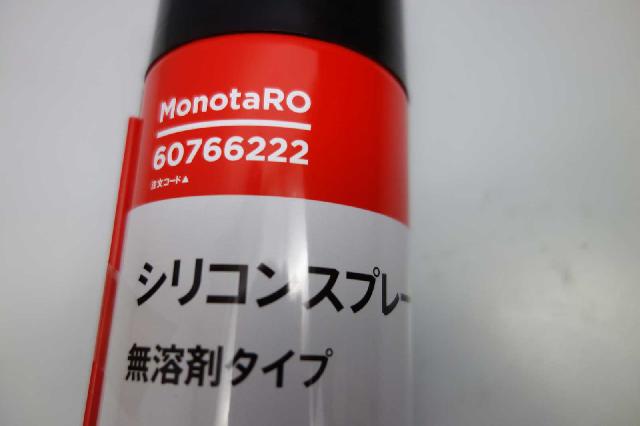 MonotaRO
60766222
注文コード▲
シリコンスプレー
無溶剤タイプ